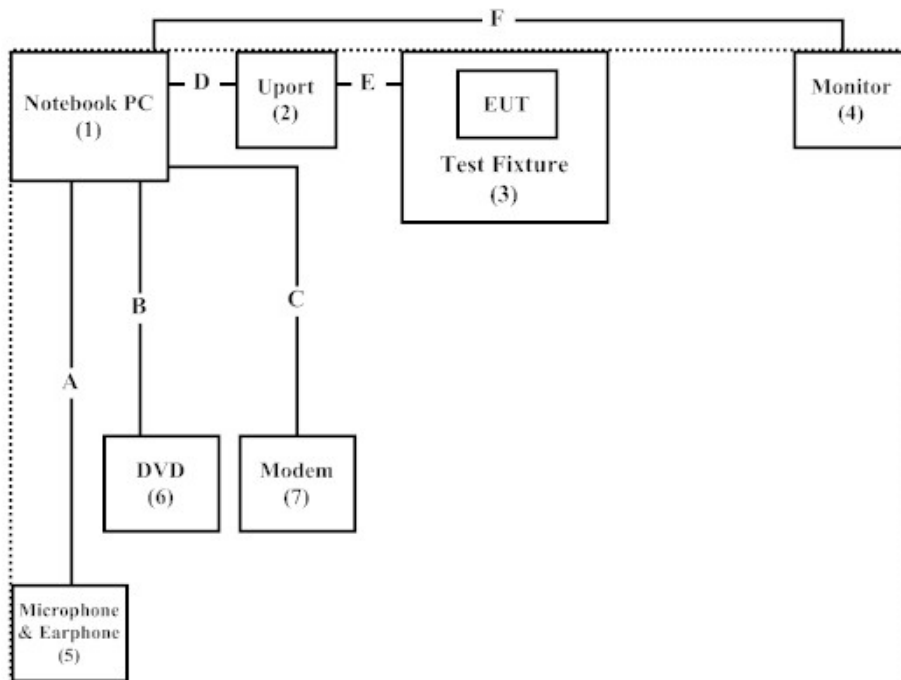 F
Notebook PC
(1)
D
Uport
(2)
E
EUT
Test Fixture
(3)
Monitor
(4)
A
B
C
DVD
(6)
Modem
(7)
Microphone
& Earphone
(5)